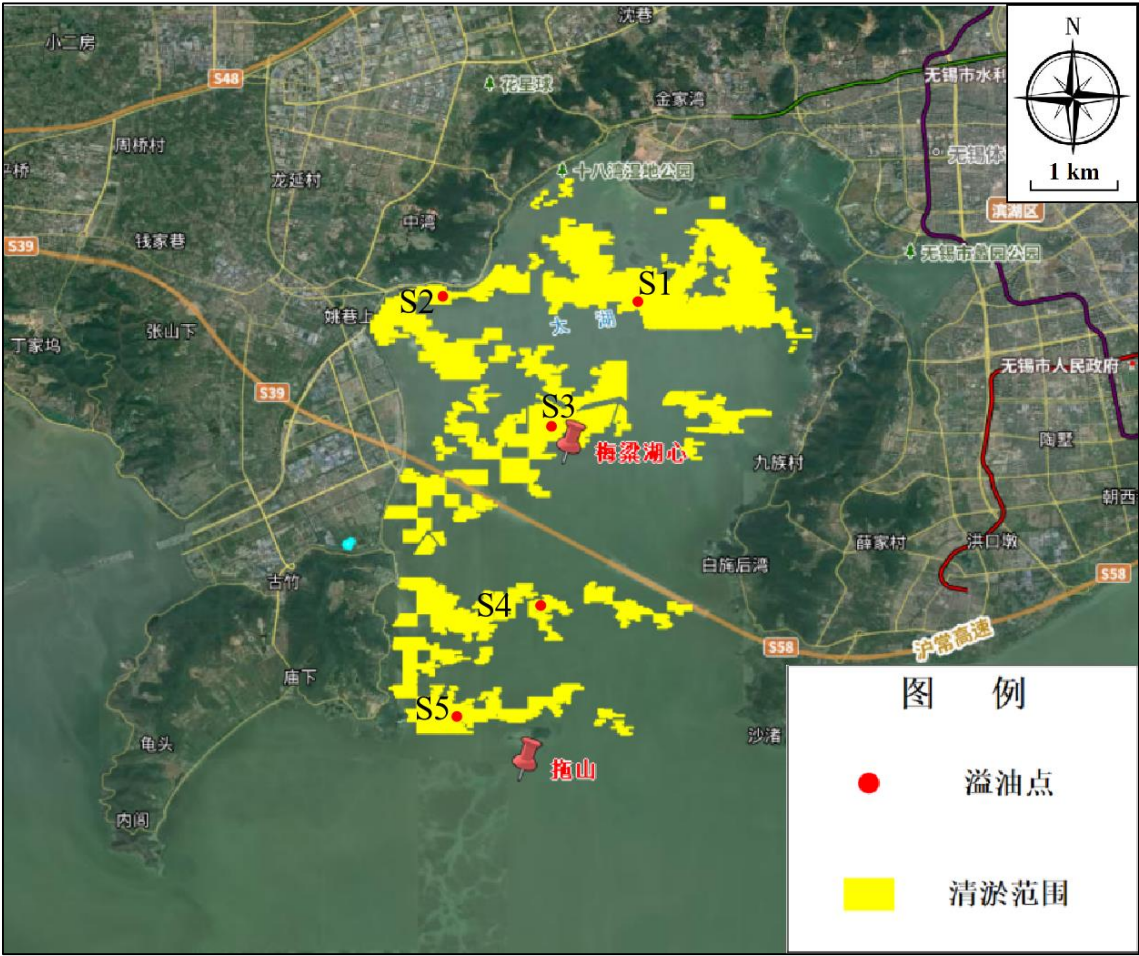 沈巷
小二房
N
S48
花星球
无锡市水利
金家湾
周桥村
无锡体
平桥
十八湾湿地公园
1 km
龙延村
滨湖区
中湾
钱家巷
S39
无锡市蠡园公园
S1
S2
姚巷上
太 湖
张山下
丁家坞
无锡市人民政府
S39
S3
陶墅
梅梁湖心
九族村
朝西
薛家村
洪口墩
白旄后湾
S58
古竹
S4
沪常高速
S58
庙下
图 例
S5
沙渚
龟头
拖山
溢油点
内闾
清淤范围